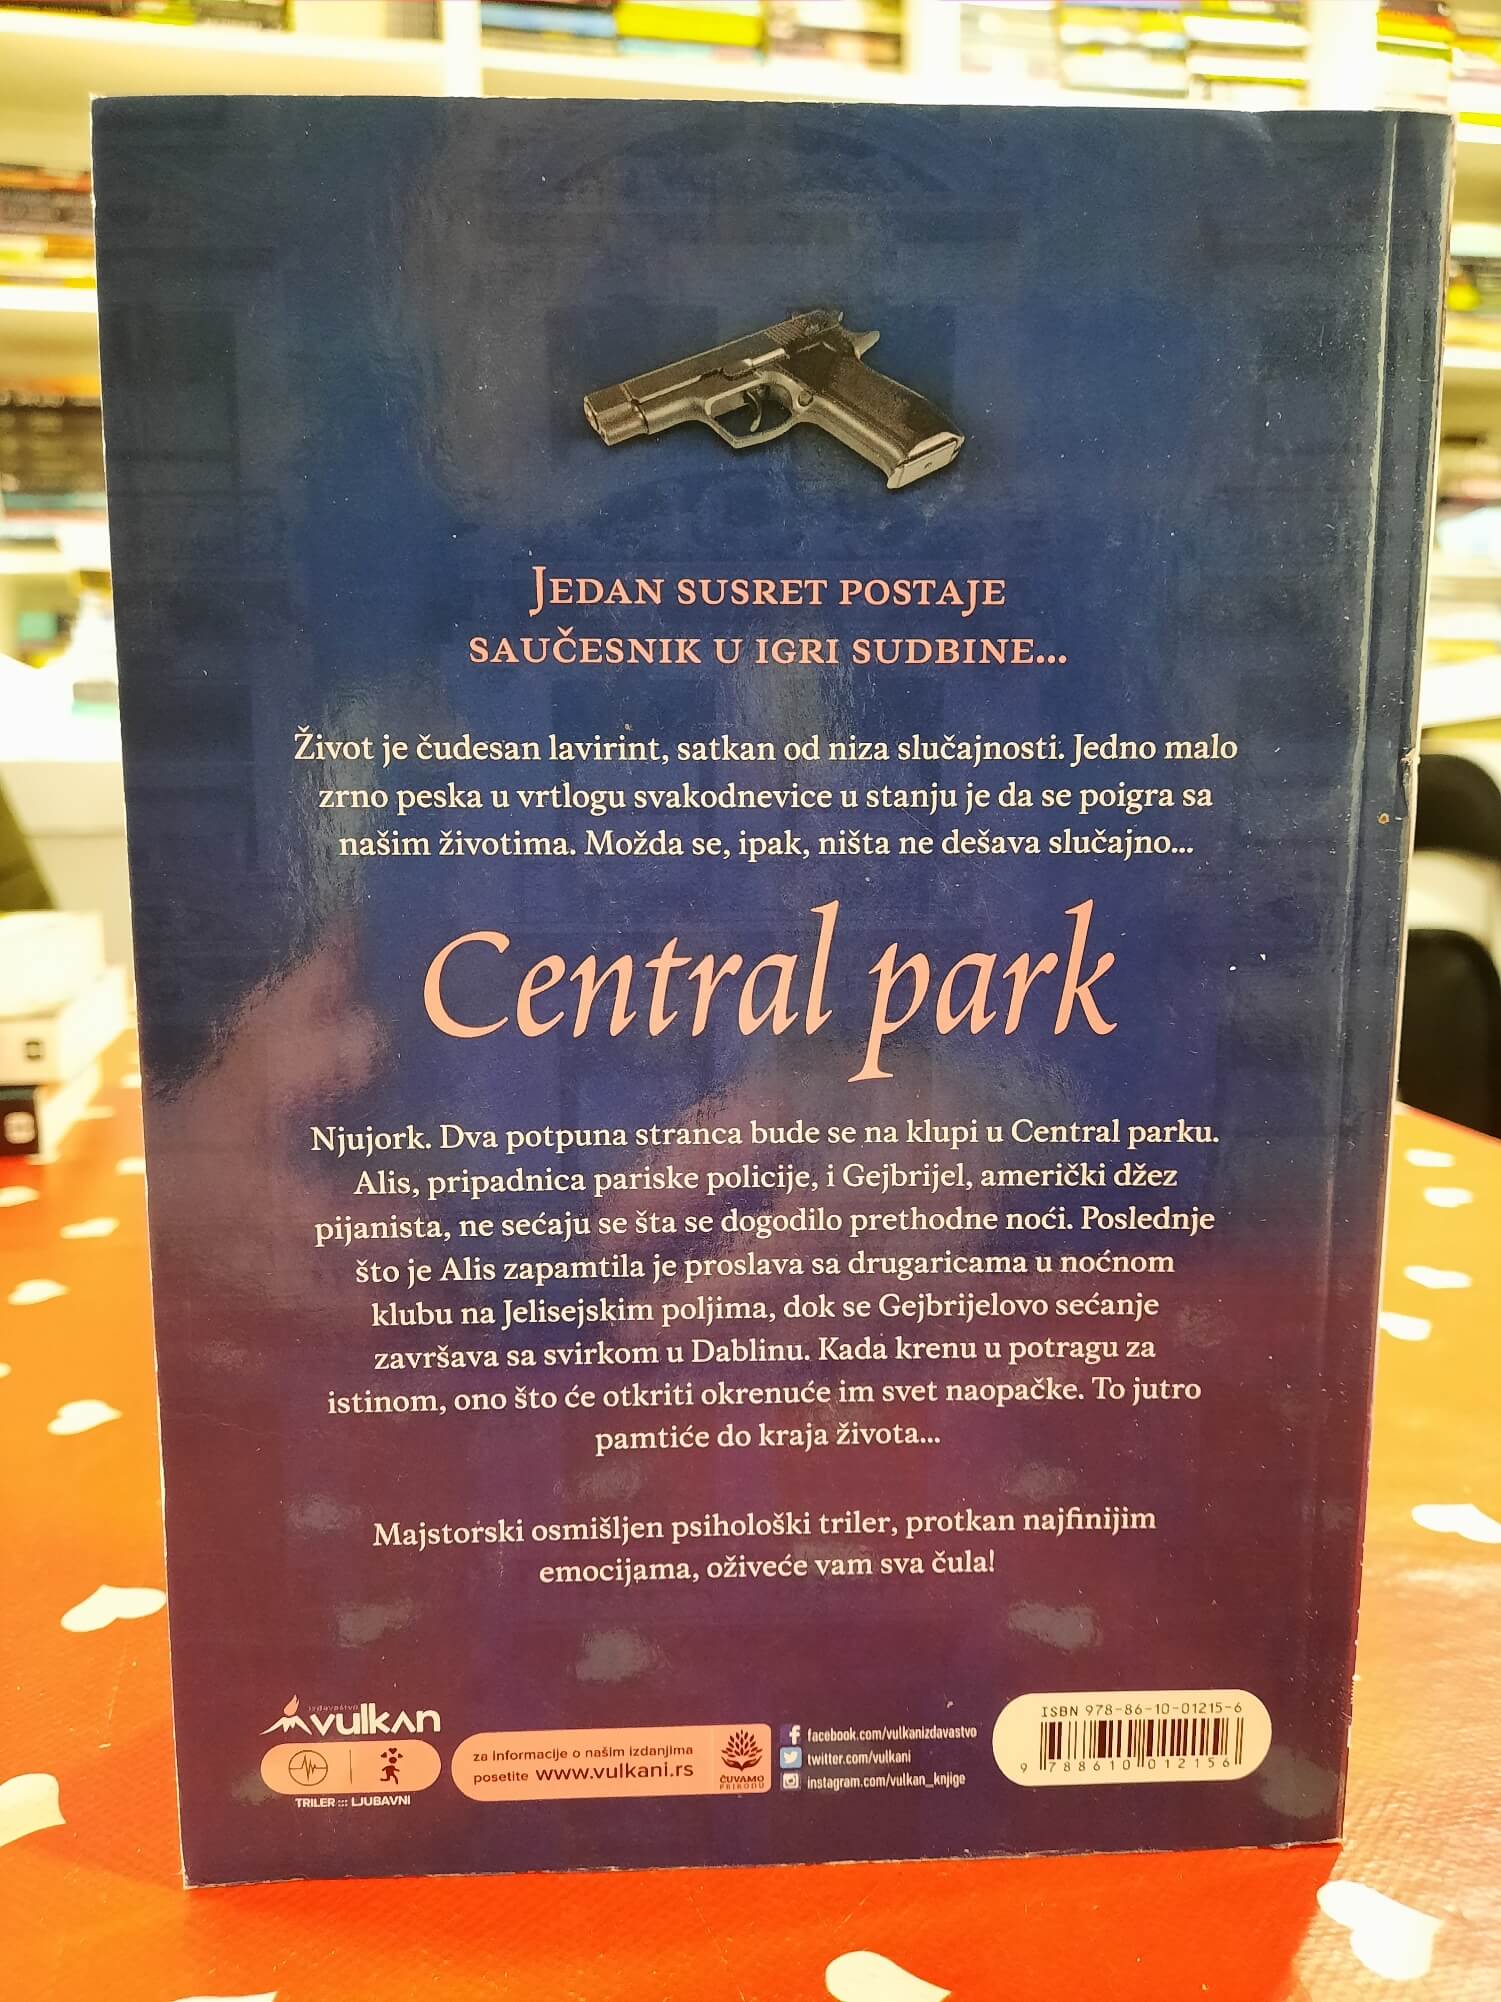 JEDAN SUSRET POSTAJE
SAUČESNIK U IGRI SUDBINE...
Život je čudesan lavirint, satkan od niza slučajnosti. Jedno malo
zrno peska u vrtlogu svakodnevice u stanju je da se poigra sa
našim životima. Možda se, ipak, ništa ne dešava slučajno...
Central park
Njujork. Dva potpuna stranca bude se na klupi u Central parku.
Alis, pripadnica pariske policije, i Gejbrijel, američki džez
pijanista, ne sećaju se šta se dogodilo prethodne noći. Poslednje
što je Alis zapamtila je proslava sa drugaricama u noćnom
klubu na Jelisejskim poljima, dok se Gejbrijelovo sećanje
završava sa svirkom u Dablinu. Kada krenu u potragu za
istinom, ono što će otkriti okrenuće im svet naopačke. To jutro
pamtiće do kraja života...
Majstorski osmišljen psihološki triler, protkan najfinijim
emocijama, oživeće vam sva čula!
izdavaštvo
vulkan
TRILER ::: LJUBAVNI
za informacije o našim izdanjima
posetite www.vulkani.rs
ČUVAMO
PRIRODU
facebook.com/vulkanizdavastvo
twitter.com/vulkani
instagram.com/vulkan_knjige
ISBN 978-86-10-01215-6
9 788610 012156